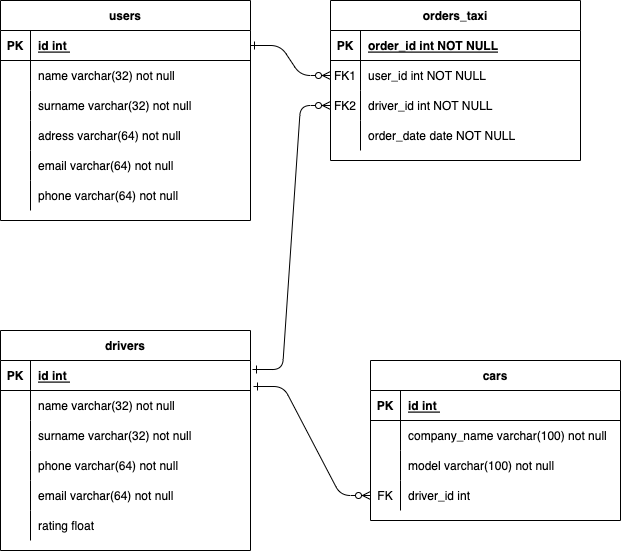 users
PK id int
name varchar(32) not null
surname varchar(32) not null
adress varchar(64) not null
email varchar(64) not null
phone varchar(64) not null
orders_taxi
PK order_id int NOT NULL
FK1 user_id int NOT NULL
FK2 driver_id int NOT NULL
order_date date NOT NULL
drivers
PK id int
name varchar(32) not null
surname varchar(32) not null
phone varchar(64) not null
email varchar(64) not null
rating float
cars
PK id int
company_name varchar(100) not null
model varchar(100) not null
FK driver_id int